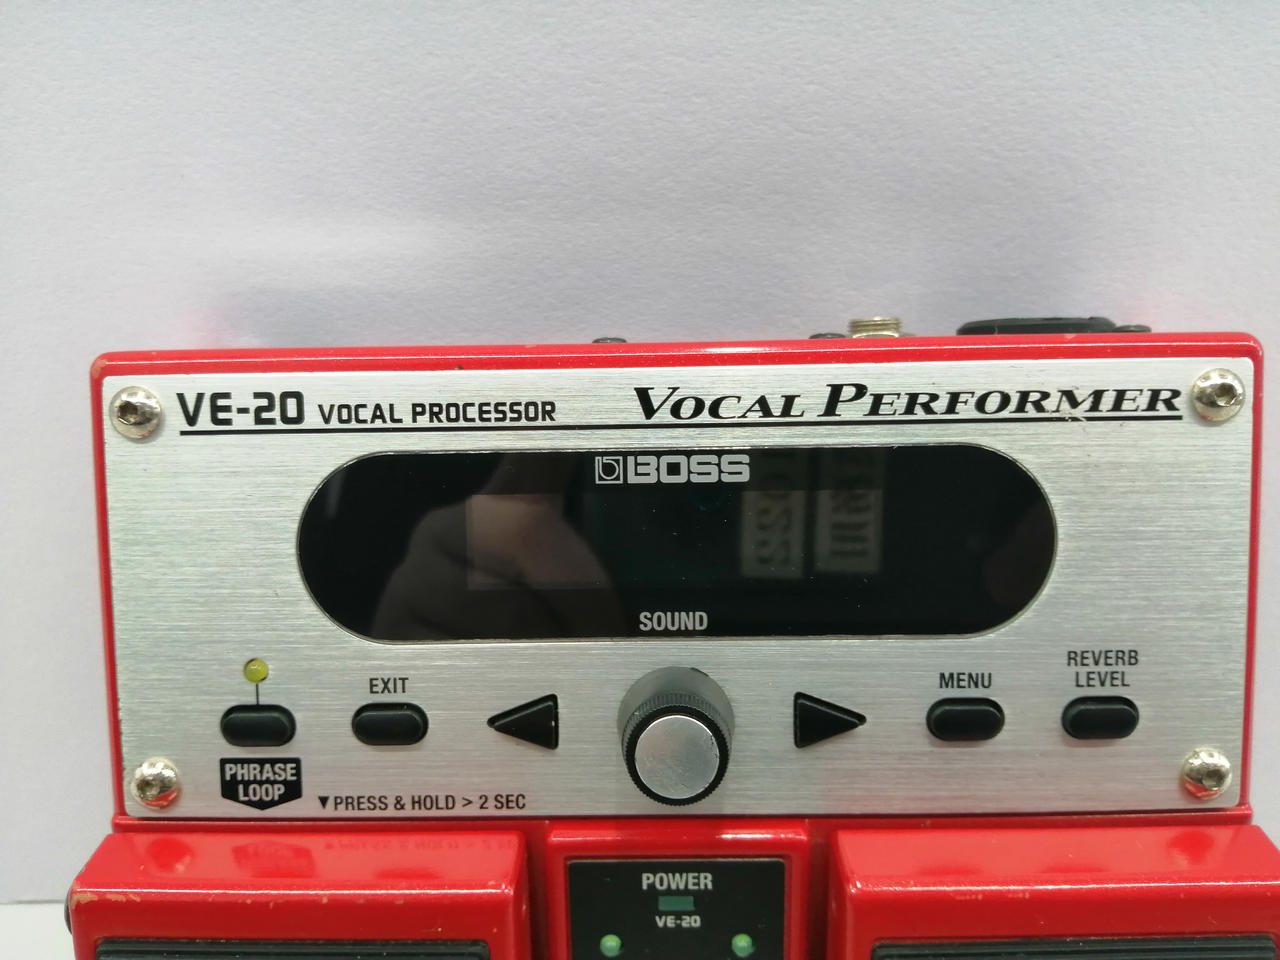 VE-20 VOCAL PROCESSOR
VOCAL PERFORMER
BOSS
SOUND
EXIT
MENU
REVERB
LEVEL
PHRASE
LOOP
▼PRESS & HOLD > 2 SEC
POWER
VE-20